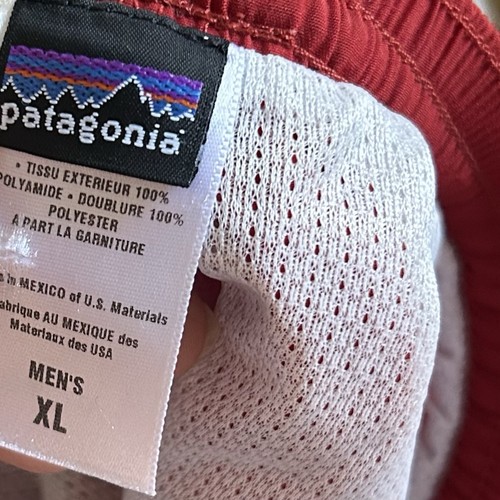 patagonia
• TISSU EXTERIEUR 100%
POLYAMIDE • DOUBLURE 100%
POLYESTER
A PART LA GARNITURE
in MEXICO of U.S. Materials
AU MEXIQUE des
Materiaux des USA
MEN'S
XL